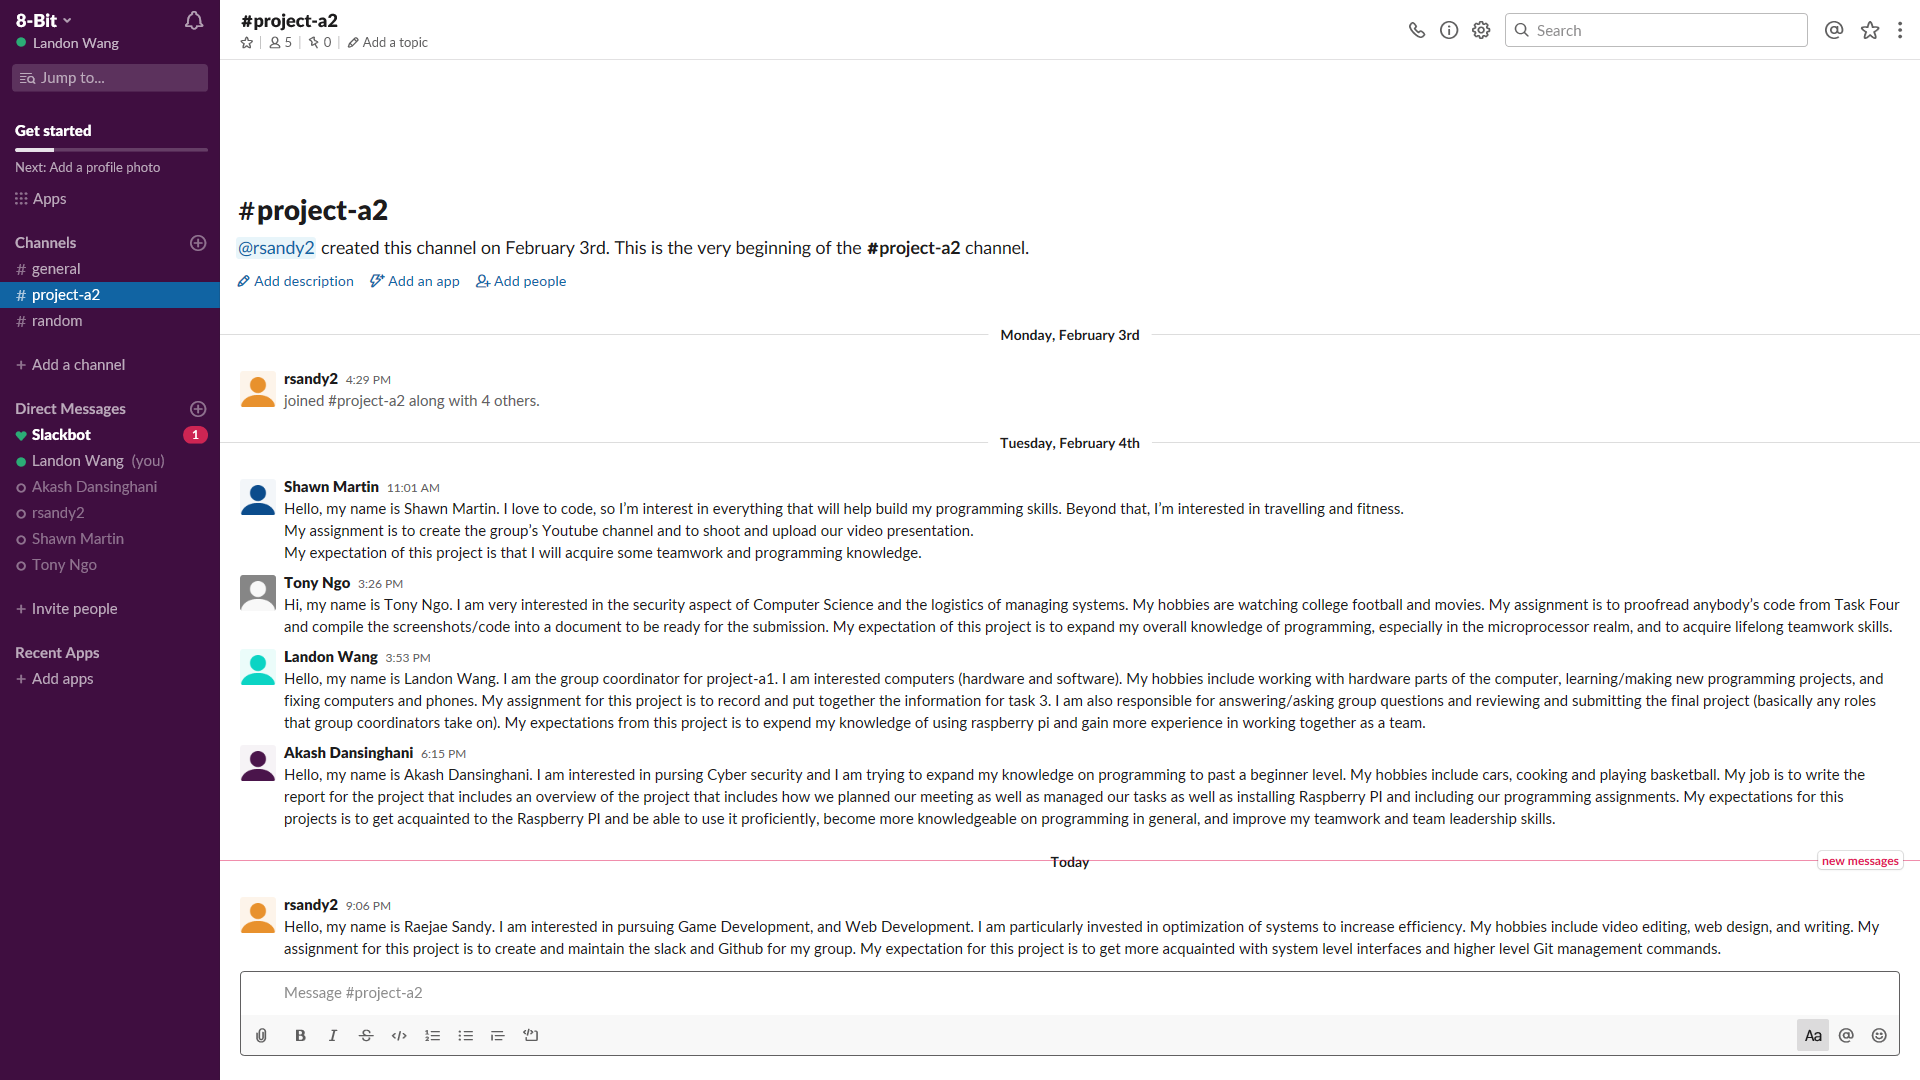 8-Bit
Landon Wang
Jump to...
Get started
Next: Add a profile photo
Apps
Channels
# general
# project-a2
# random
+ Add a channel
Direct Messages
Slackbot 1
Landon Wang (you)
Akash Dansinghani
rsandy2
Shawn Martin
Tony Ngo
+ Invite people
Recent Apps
+ Add apps
#project-a2
5 0 Add a topic
Search
#project-a2
@rsandy2 created this channel on February 3rd. This is the very beginning of the #project-a2 channel.
Add description Add an app Add people
Monday, February 3rd
rsandy2 4:29 PM
joined #project-a2 along with 4 others.
Tuesday, February 4th
Shawn Martin 11:01 AM
Hello, my name is Shawn Martin. I love to code, so I’m interest in everything that will help build my programming skills. Beyond that, I’m interested in travelling and fitness.
My assignment is to create the group’s Youtube channel and to shoot and upload our video presentation.
My expectation of this project is that I will acquire some teamwork and programming knowledge.
Tony Ngo 3:26 PM
Hi, my name is Tony Ngo. I am very interested in the security aspect of Computer Science and the logistics of managing systems. My hobbies are watching college football and movies. My assignment is to proofread anybody’s code from Task Four
and compile the screenshots/code into a document to be ready for the submission. My expectation of this project is to expand my overall knowledge of programming, especially in the microprocessor realm, and to acquire lifelong teamwork skills.
Landon Wang 3:53 PM
Hello, my name is Landon Wang. I am the group coordinator for project-a1. I am interested computers (hardware and software). My hobbies include working with hardware parts of the computer, learning/making new programming projects, and
fixing computers and phones. My assignment for this project is to record and put together the information for task 3. I am also responsible for answering/asking group questions and reviewing and submitting the final project (basically any roles
that group coordinators take on). My expectations from this project is to expend my knowledge of using raspberry pi and gain more experience in working together as a team.
Akash Dansinghani 6:15 PM
Hello, my name is Akash Dansinghani. I am interested in pursing Cyber security and I am trying to expand my knowledge on programming to past a beginner level. My hobbies include cars, cooking and playing basketball. My job is to write the
report for the project that includes an overview of the project that includes how we planned our meeting as well as managed our tasks as well as installing Raspberry PI and including our programming assignments. My expectations for this
projects is to get acquainted to the Raspberry PI and be able to use it proficiently, become more knowledgeable on programming in general, and improve my teamwork and team leadership skills.
Today
new messages
rsandy2 9:06 PM
Hello, my name is Raejae Sandy. I am interested in pursuing Game Development, and Web Development. I am particularly invested in optimization of systems to increase efficiency. My hobbies include video editing, web design, and writing. My
assignment for this project is to create and maintain the slack and Github for my group. My expectation for this project is to get more acquainted with system level interfaces and higher level Git management commands.
Message #project-a2
B I S </> Aa @